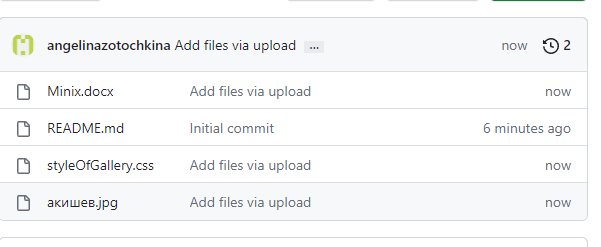 angelinazotochkina Add files via upload ... now 2
Minix.docx Add files via upload now
README.md Initial commit 6 minutes ago
styleOfGallery.css Add files via upload now
акишев.jpg Add files via upload now